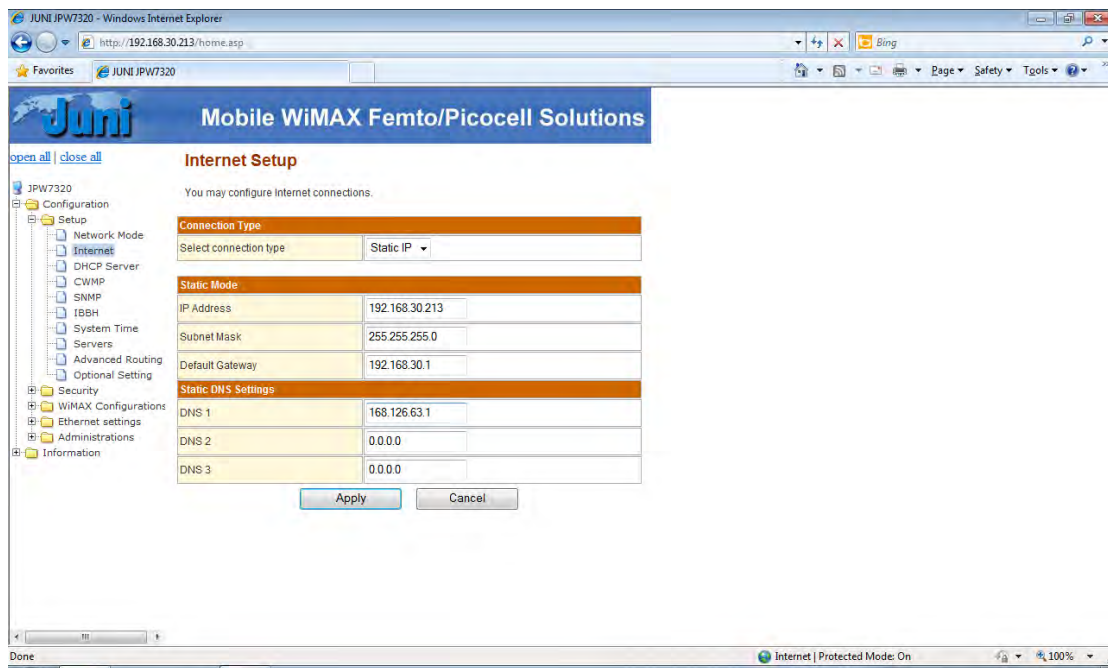 JUNI JPW7320 - Windows Internet Explorer
http://192.168.30.213/home.asp
Bing
Favorites
JUNI JPW7320
Page
Safety
Tools
Juni
Mobile WiMAX Femto/Picocell Solutions
open all | close all
JPW7320
Configuration
Setup
Network Mode
Internet
DHCP Server
CWMP
SNMP
IBBH
System Time
Servers
Advanced Routing
Optional Setting
Security
WiMAX Configurations
Ethernet settings
Administrations
Information
Internet Setup
You may configure Internet connections.
Connection Type
Select connection type Static IP
Static Mode
IP Address 192.168.30.213
Subnet Mask 255.255.255.0
Default Gateway 192.168.30.1
Static DNS Settings
DNS 1 168.126.63.1
DNS 2 0.0.0.0
DNS 3 0.0.0.0
Apply Cancel
Done
Internet | Protected Mode: On
100%